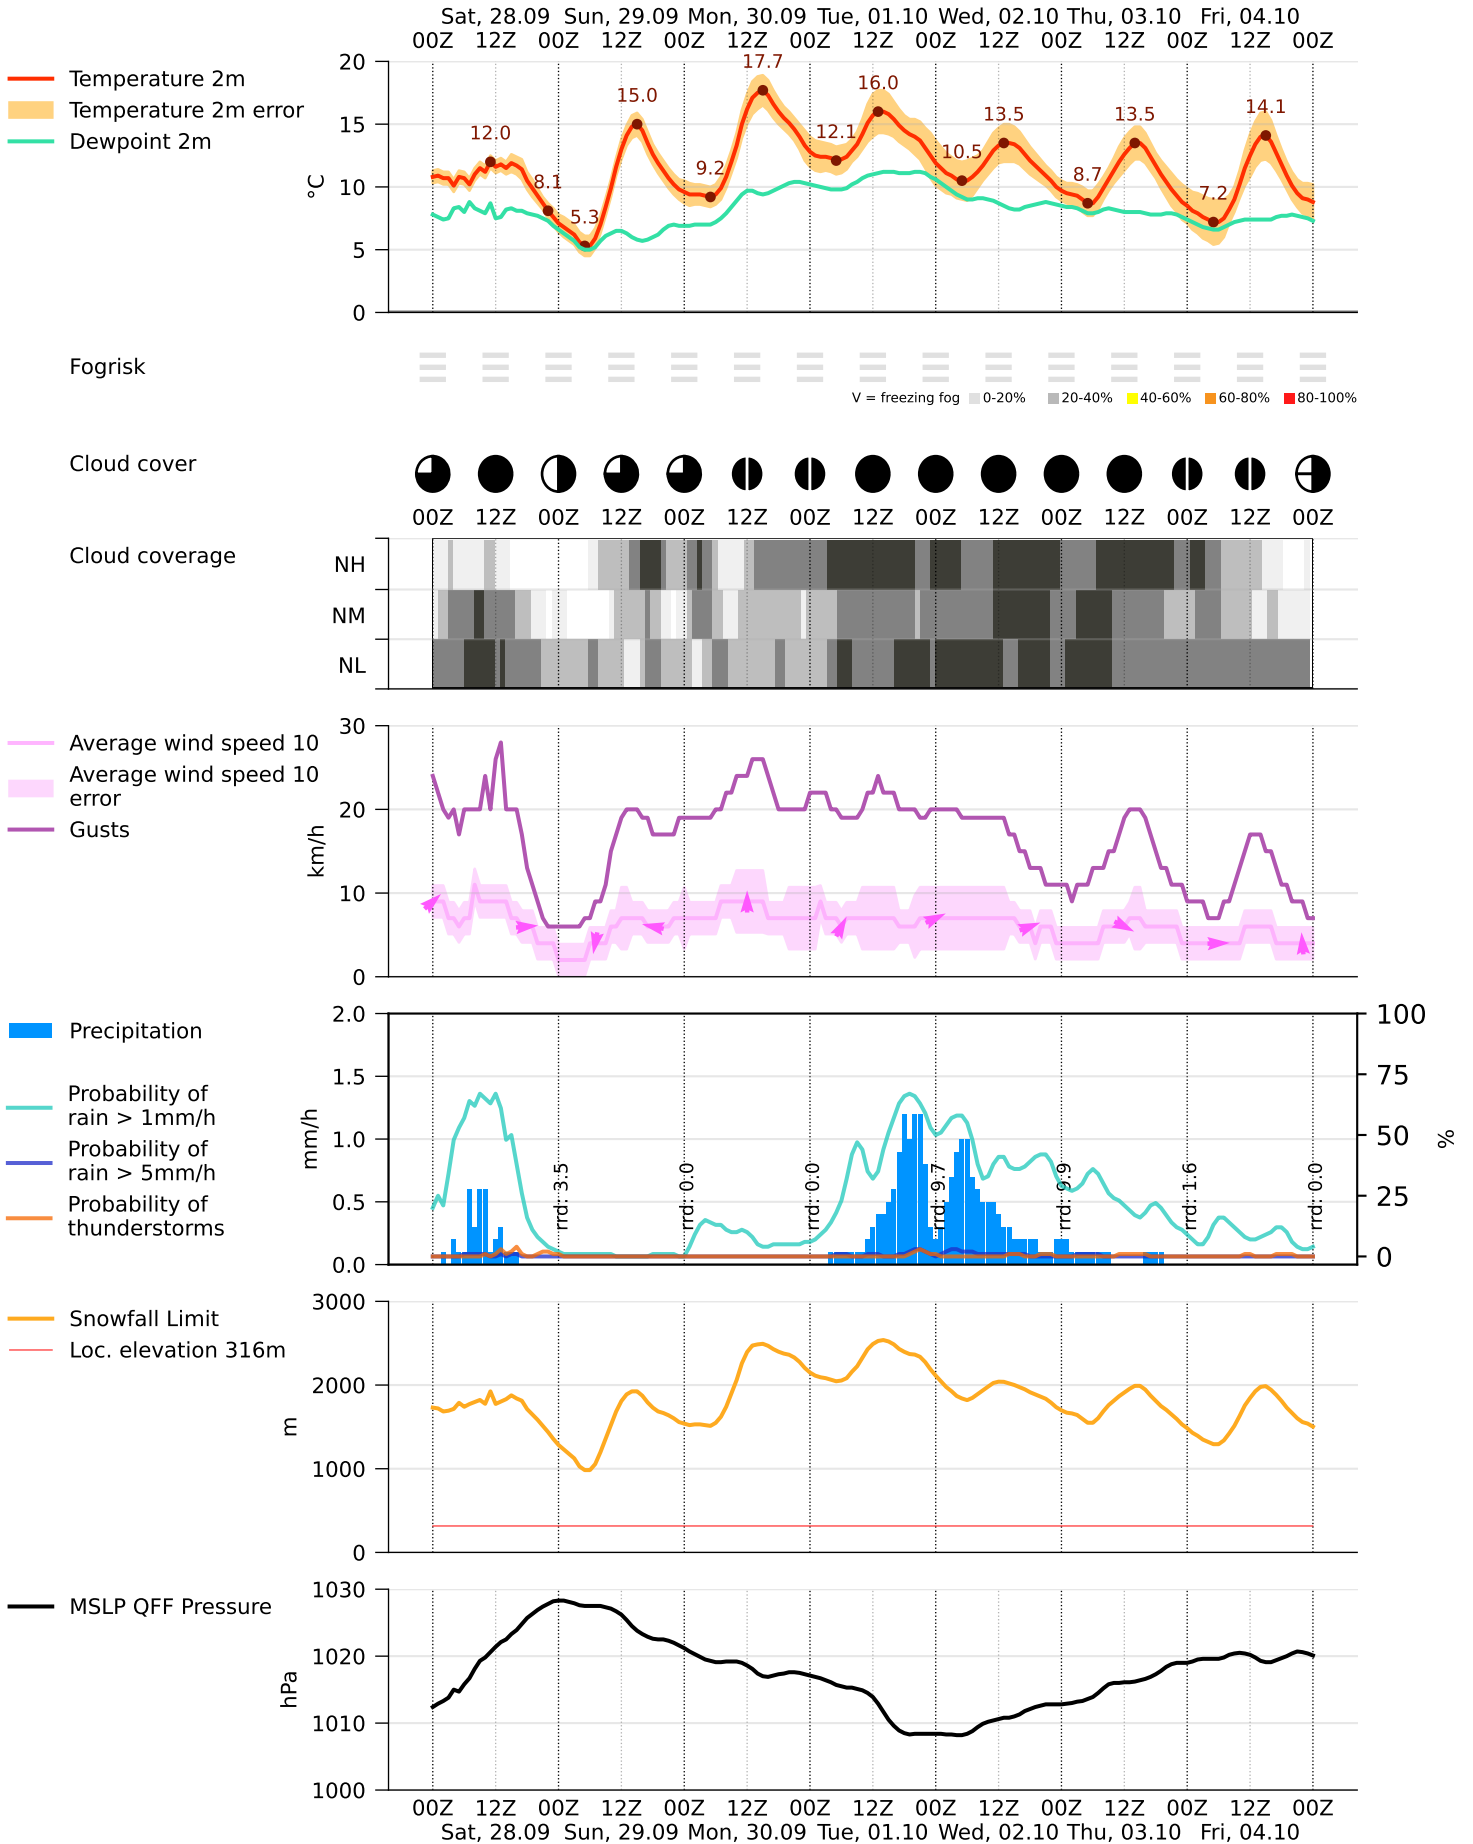 Sat, 28.09 Sun, 29.09 Mon, 30.09 Tue, 01.10 Wed, 02.10 Thu, 03.10 Fri, 04.10
00Z 12Z 00Z 12Z 00Z 12Z 00Z 12Z 00Z 12Z 00Z 12Z 00Z 12Z 00Z
Temperature 2m
Temperature 2m error
Dewpoint 2m
°C
20
15
10
5
0
12.0 8.1 5.3 15.0 9.2 17.7 12.1 16.0 10.5 13.5 8.7 13.5 7.2 14.1
Fogrisk
V = freezing fog 0-20% 20-40% 40-60% 60-80% 80-100%
Cloud cover
00Z 12Z 00Z 12Z 00Z 12Z 00Z 12Z 00Z 12Z 00Z 12Z 00Z 12Z 00Z
Cloud coverage
NH
NM
NL
Average wind speed 10
Average wind speed 10
error
Gusts
km/h
30
20
10
0
Precipitation
Probability of
rain > 1mm/h
Probability of
rain > 5mm/h
Probability of
thunderstorms
mm/h
2.0
1.5
1.0
0.5
0.0
rrd: 3.5
rrd: 0.0
rrd: 0.0
rrd: 9.7
rrd: 6.9
rrd: 1.6
rrd: 0.0
100
75
50
25
0
%
Snowfall Limit
Loc. elevation 316m
m
3000
2000
1000
0
MSLP QFF Pressure
hPa
1030
1020
1010
1000
00Z 12Z 00Z 12Z 00Z 12Z 00Z 12Z 00Z 12Z 00Z 12Z 00Z 12Z 00Z
Sat, 28.09 Sun, 29.09 Mon, 30.09 Tue, 01.10 Wed, 02.10 Thu, 03.10 Fri, 04.10